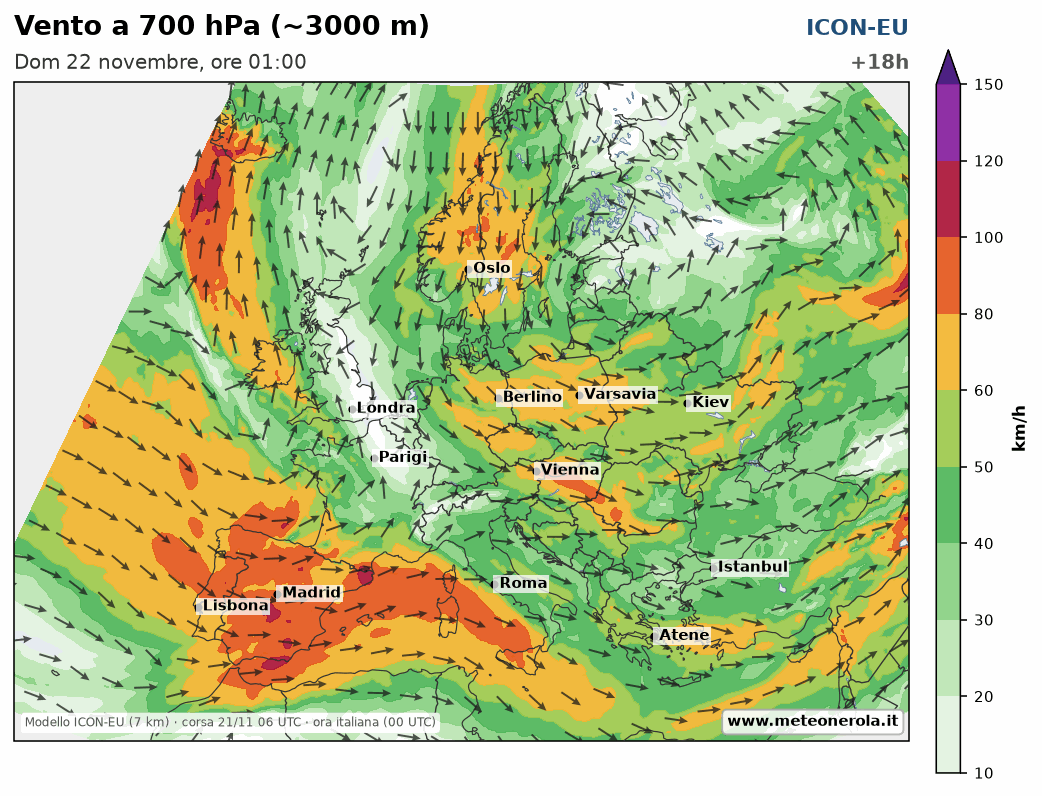 Vento a 700 hPa (~3000 m)
ICON-EU
Dom 22 novembre, ore 01:00
+18h
150
120
100
80
60
50
40
30
20
10
km/h
Oslo
Berlino
Varsavia
Kiev
Londra
Parigi
Vienna
Istanbul
Roma
Madrid
Lisbona
Atene
Modello ICON-EU (7 km) · corsa 21/11 06 UTC · ora italiana (00 UTC)
www.meteonerola.it